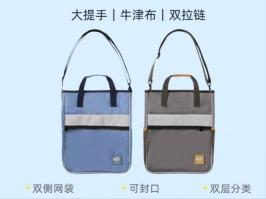 大提手 | 牛津布 | 双拉链
✓ 双侧网袋 ✓ 可封口 ✓ 双层分类